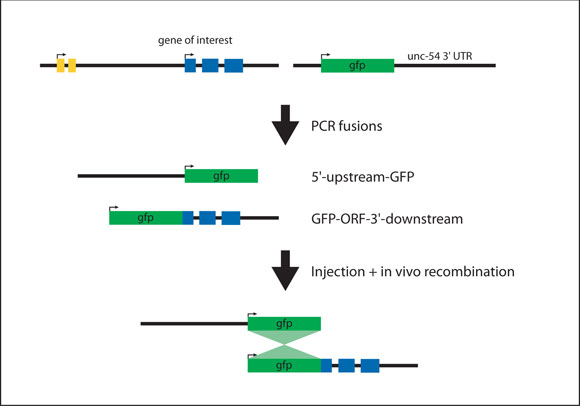 gene of interest
unc-54 3' UTR
gfp
PCR fusions
gfp
5'-upstream-GFP
gfp
GFP-ORF-3'-downstream
Injection + in vivo recombination
gfp
gfp